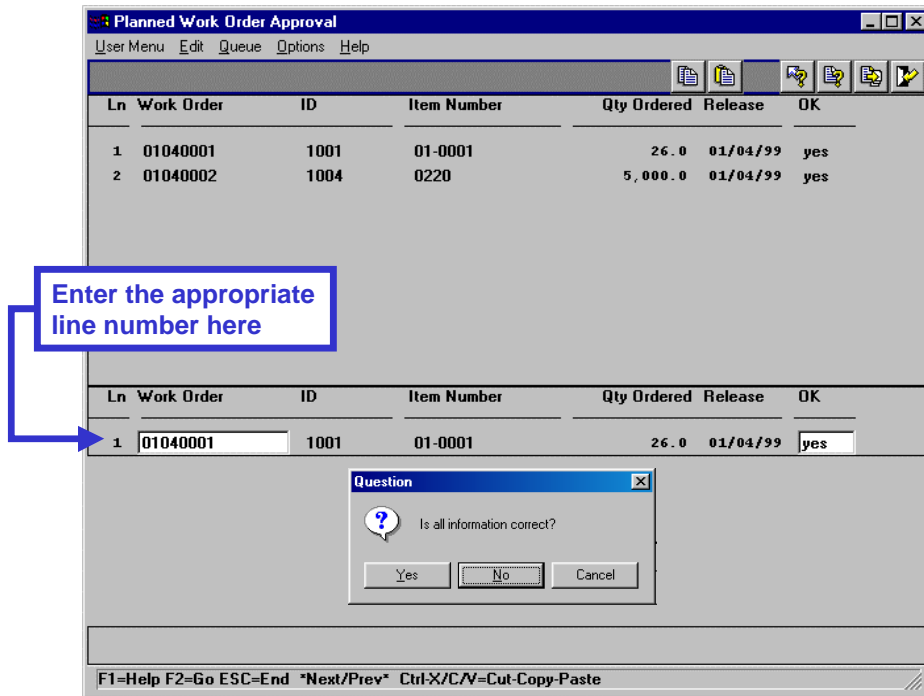 Planned Work Order Approval
User Menu Edit Queue Options Help
Ln Work Order ID Item Number Qty Ordered Release OK
1 01040001 1001 01-0001 26.0 01/04/99 yes
2 01040002 1004 0220 5,000.0 01/04/99 yes
Enter the appropriate
line number here
Ln Work Order ID Item Number Qty Ordered Release OK
1 01040001 1001 01-0001 26.0 01/04/99 yes
Question
Is all information correct?
Yes No Cancel
F1=Help F2=Go ESC=End *Next/Prev* Ctrl-X/C/V=Cut-Copy-Paste